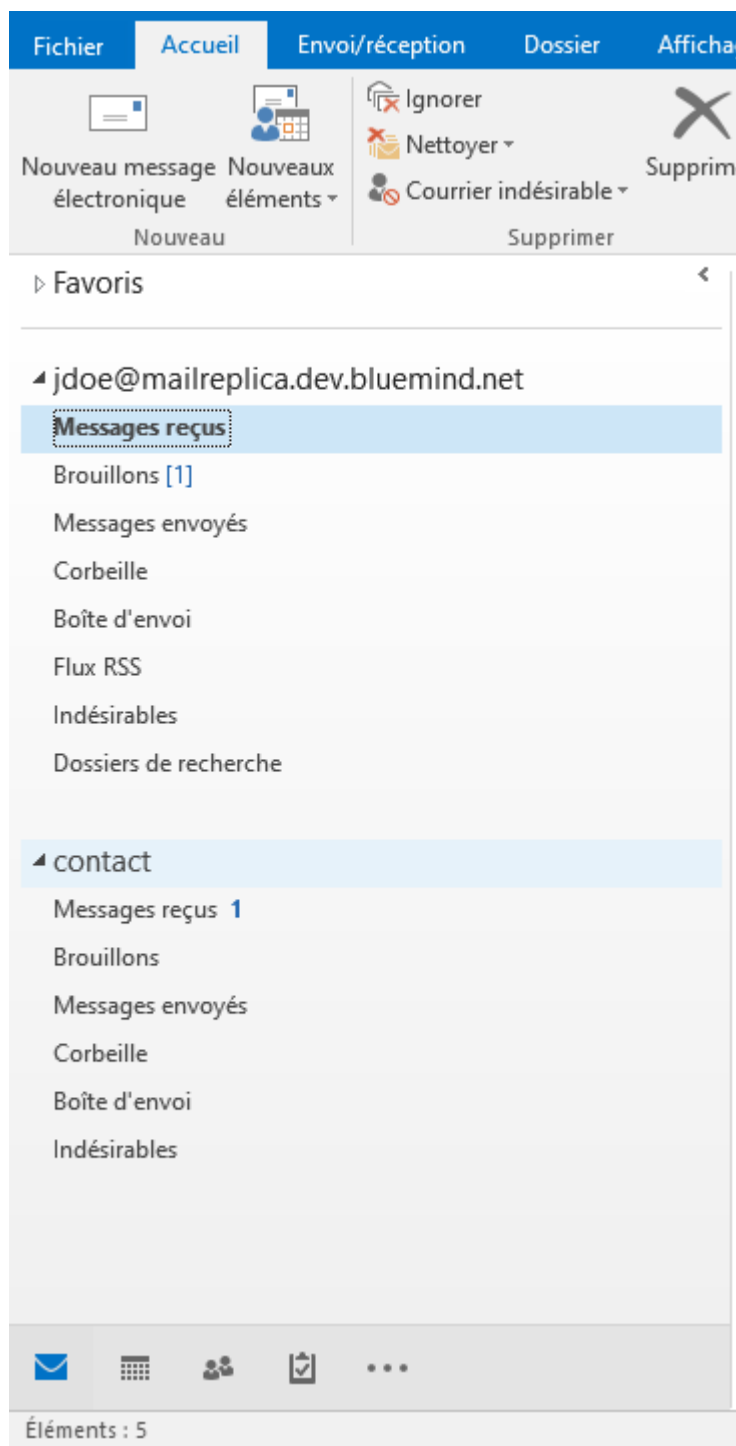 Fichier Accueil Envoi/réception Dossier Affichag
Ignorer
Nettoyer
Courrier indésirable
Nouveau message électronique
Nouveaux éléments
Supprim
Nouveau
Supprimer
Favoris
jdoe@mailreplica.dev.bluemind.net
Messages reçus
Brouillons [1]
Messages envoyés
Corbeille
Boîte d'envoi
Flux RSS
Indésirables
Dossiers de recherche
contact
Messages reçus 1
Brouillons
Messages envoyés
Corbeille
Boîte d'envoi
Indésirables
Éléments : 5